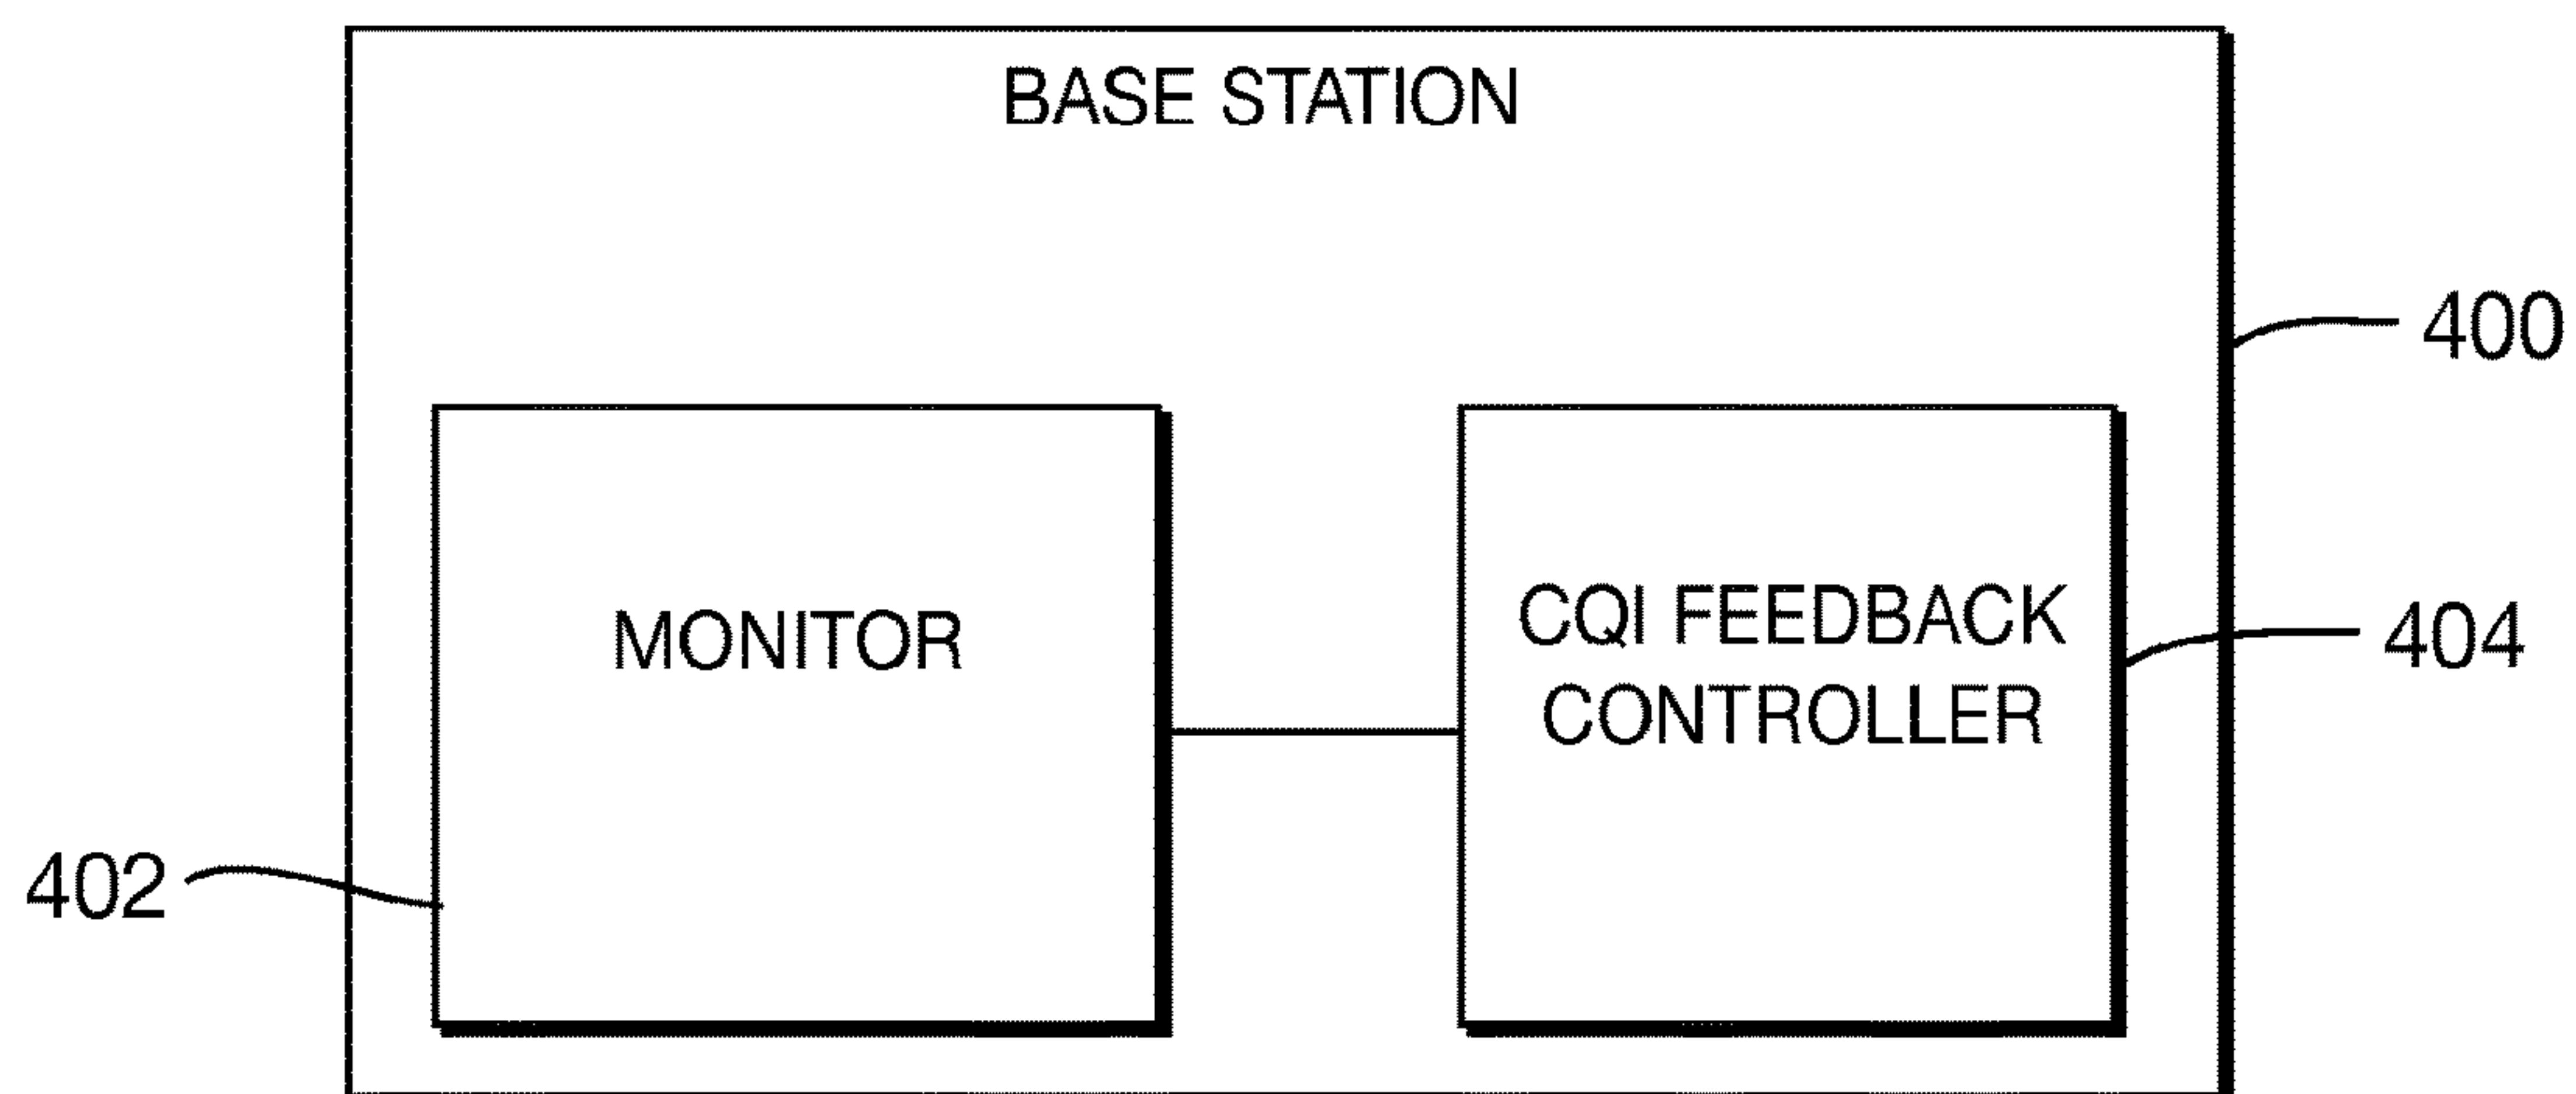 BASE STATION
400
MONITOR
CQI FEEDBACK
CONTROLLER
404
402